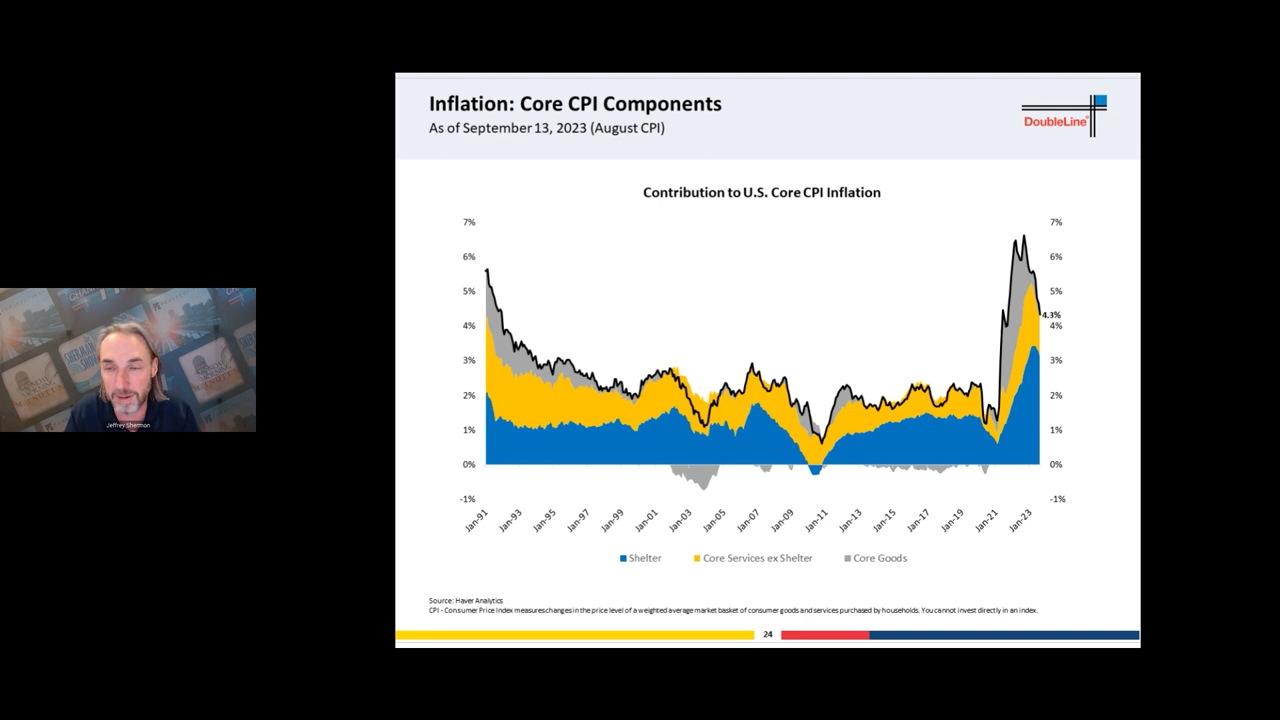 Inflation: Core CPI Components
As of September 13, 2023 (August CPI)
DoubleLine®
Contribution to U.S. Core CPI Inflation
7%
6%
5%
4%
3%
2%
1%
0%
-1%
7%
6%
5%
4.3%
4%
3%
2%
1%
0%
-1%
Jan-91
Jan-93
Jan-95
Jan-97
Jan-99
Jan-01
Jan-03
Jan-05
Jan-07
Jan-09
Jan-11
Jan-13
Jan-15
Jan-17
Jan-19
Jan-21
Jan-23
Shelter Core Services ex Shelter Core Goods
Source: Haver Analytics
CPI - Consumer Price Index measures changes in the price level of a weighted average market basket of consumer goods and services purchased by households. You cannot invest directly in an index.
24
SHERMAN
SHOW
Jeffrey Sherman